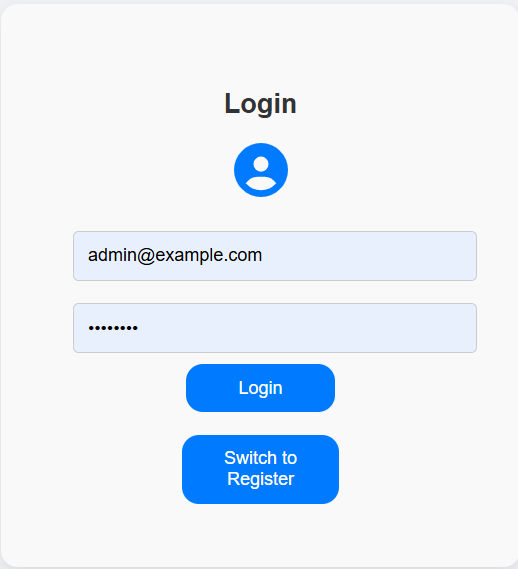 Login
admin@example.com
••••••••
Login
Switch to
Register